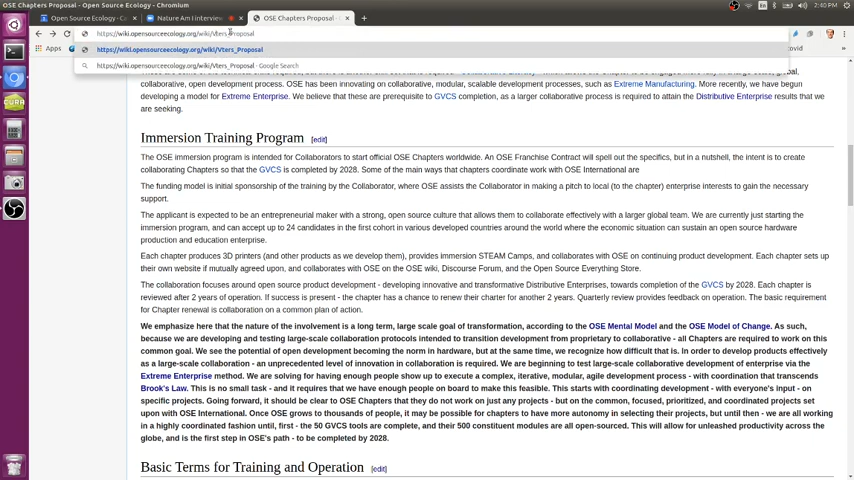 OSE Chapters Proposal - Google Chrome
En
2:40 PM
Open Source Ecology - C
Nature Am I interview
OSE Chapters Proposal -
https://wiki.opensourceecology.org/wiki/Vters_Proposal
https://wiki.opensourceecology.org/wiki/Vters_Proposal
https://wiki.opensourceecology.org/wiki/Vters_Proposal - Google Search
Apps
ovid
collaborative, open development process. OSE has been innovating on collaborative, modular, scalable development processes, such as Extreme Manufacturing. More recently, we have begun
developing a model for Extreme Enterprise. We believe that these are prerequisite to GVCS completion, as a larger collaborative process is required to attain the Distributive Enterprise results that we
are seeking.
Immersion Training Program [edit]
The OSE immersion program is intended for Collaborators to start official OSE Chapters worldwide. An OSE Franchise Contract will spell out the specifics, but in a nutshell, the intent is to create
collaborating Chapters so that the GVCS is completed by 2028. Some of the main ways that chapters coordinate work with OSE International are
The funding model is initial sponsorship of the training by the Collaborator, where OSE assists the Collaborator in making a pitch to local (to the chapter) enterprise interests to gain the necessary
support.
The applicant is expected to be an entrepreneurial maker with a strong, open source culture that allows them to collaborate effectively with a larger global team. We are currently just starting the
immersion program, and can accept up to 24 candidates in the first cohort in various developed countries around the world where the economic situation can sustain an open source hardware
production and education enterprise.
Each chapter produces 3D printers (and other products as we develop them), provides immersion STEAM Camps, and collaborates with OSE on continuing product development. Each chapter sets up
their own website if mutually agreed upon, and collaborates with OSE on the OSE wiki, Discourse Forum, and the Open Source Everything Store.
The collaboration focuses around open source product development - developing innovative and transformative Distributive Enterprises, towards completion of the GVCS by 2028. Each chapter is
reviewed after 2 years of operation. If success is present - the chapter has a chance to renew their charter for another 2 years. Quarterly review provides feedback on operation. The basic requirement
for Chapter renewal is collaboration on a common plan of action.
We emphasize here that the nature of the involvement is a long term, large scale goal of transformation, according to the OSE Mental Model and the OSE Model of Change. As such,
because we are developing and testing large-scale collaboration protocols intended to transition development from proprietary to collaborative - all Chapters are required to work on this
common goal. We see the potential of open development becoming the norm in hardware, but at the same time, we recognize how difficult that is. In order to develop products effectively
as a large-scale collaboration - an unprecedented level of innovation in collaboration is required. We are beginning to test large-scale collaborative development of enterprise via the
Extreme Enterprise method. We are solving for having enough people show up to execute a complex, iterative, modular, agile development process - with coordination that transcends
Brook's Law. This is no small task - and it requires that we have enough people on board to make this feasible. This starts with coordinating development - with everyone's input - on
specific projects. Going forward, it should be clear to OSE Chapters that they do not work on just any projects - but on the common, focused, prioritized, and coordinated projects set
upon with OSE International. Once OSE grows to thousands of people, it may be possible for chapters to have more autonomy in selecting their projects, but until then - we are all working
in a highly coordinated fashion until, first - the 50 GVCS tools are complete, and their 500 constituent modules are all open-sourced. This will allow for unleashed productivity across the
globe, and is the first step in OSE's path - to be completed by 2028.
Basic Terms for Training and Operation [edit]